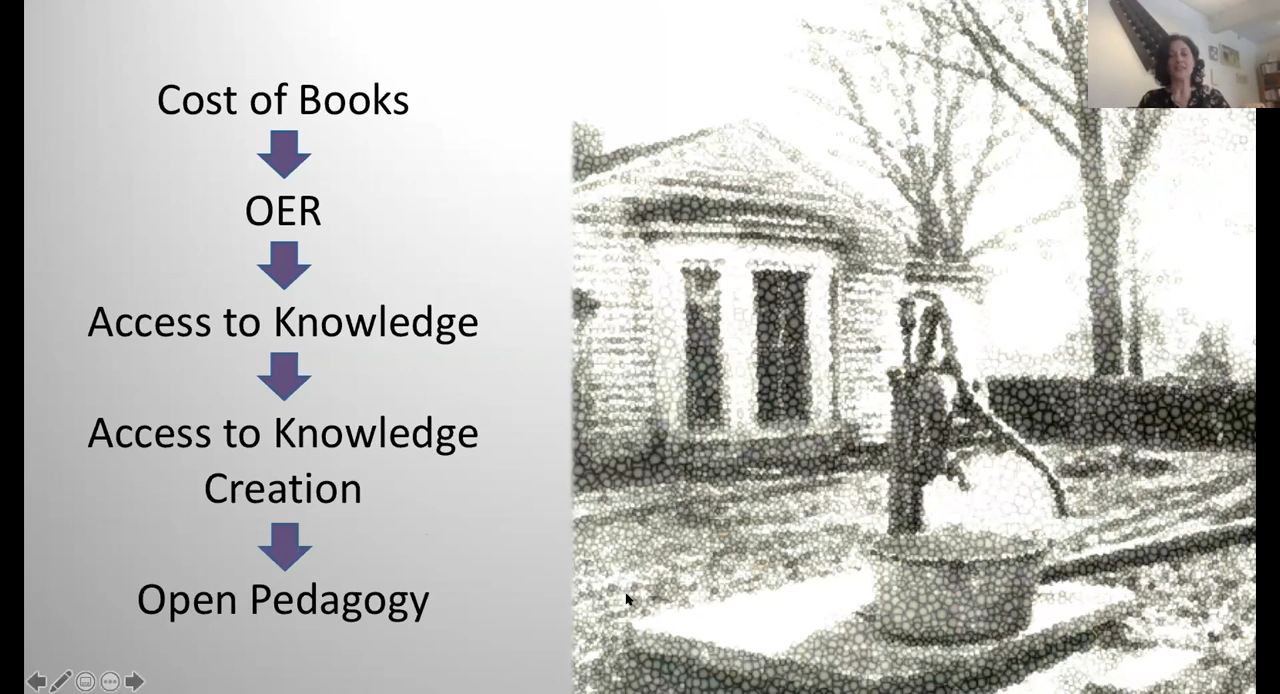 Cost of Books
OER
Access to Knowledge
Access to Knowledge
Creation
Open Pedagogy